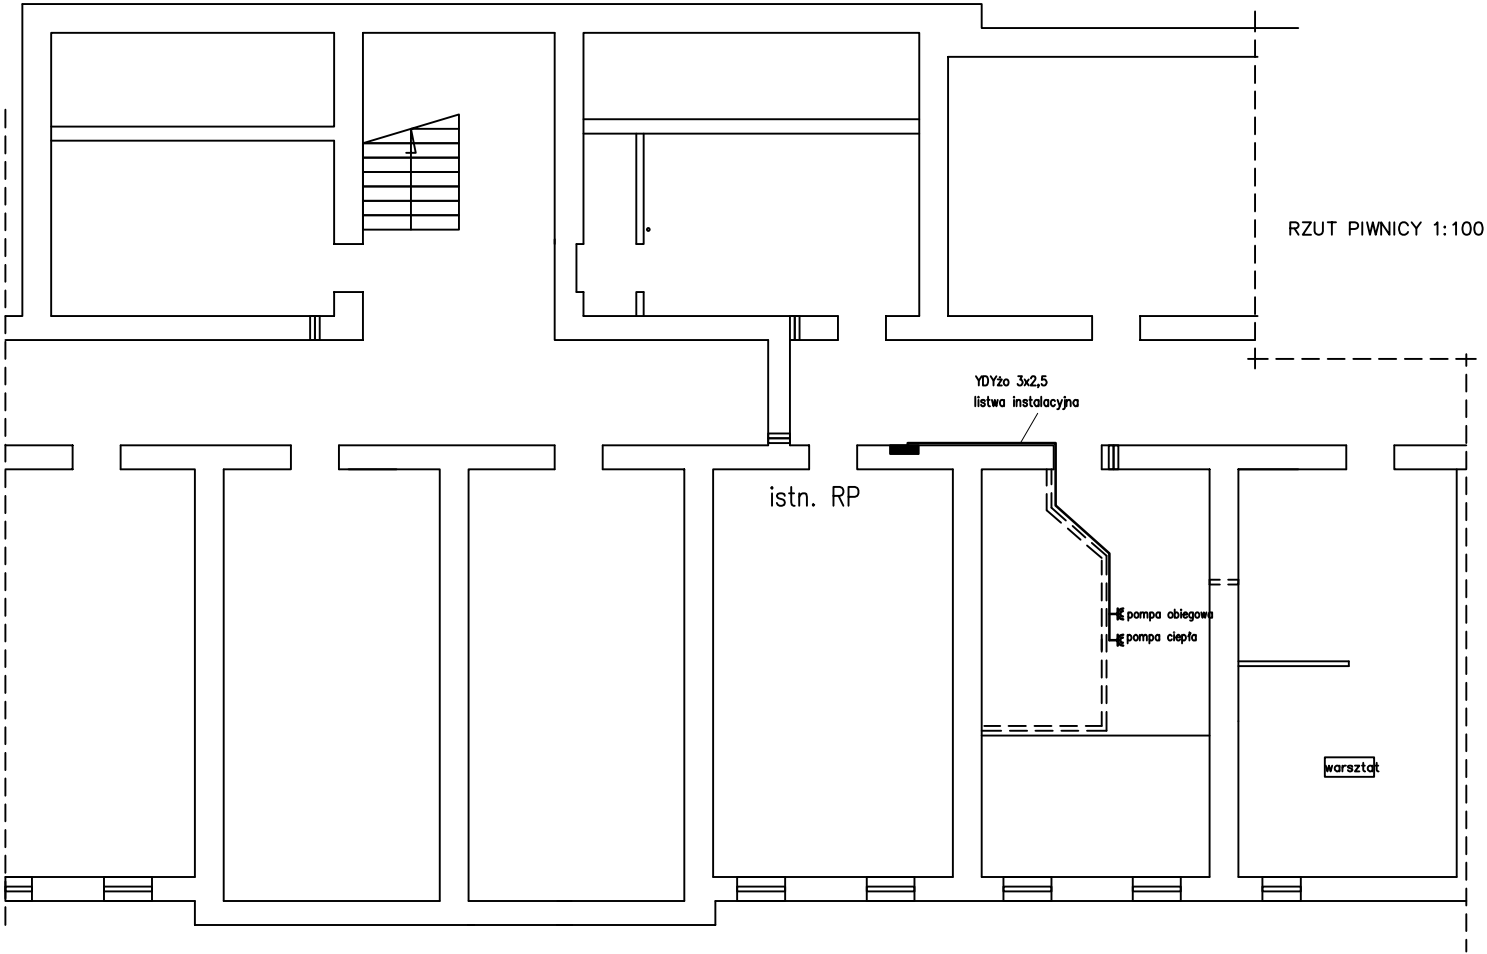 RZUT PIWNICY 1:100
YDYżo 3x2,5
listwa instalacyjna
istn. RP
pompa obiegowa
pompa ciepła
warsztat